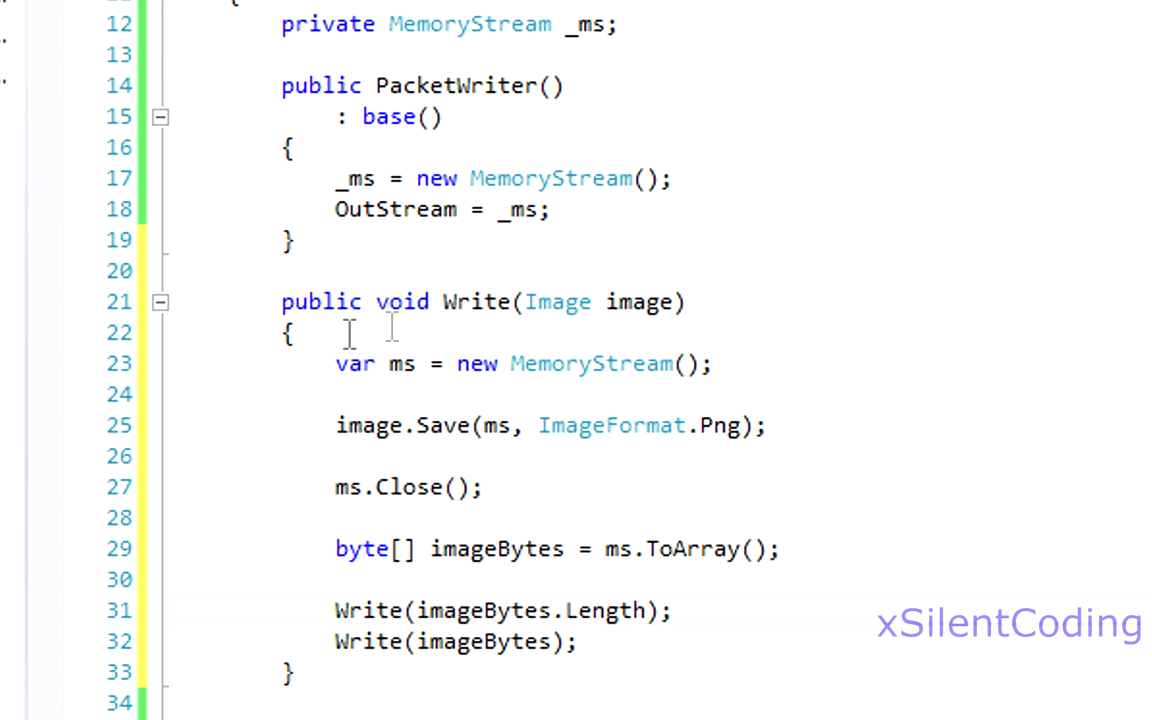 12 private MemoryStream _ms;
13
14 public PacketWriter()
15 : base()
16 {
17 _ms = new MemoryStream();
18 OutStream = _ms;
19 }
20
21 public void Write(Image image)
22 {
23 var ms = new MemoryStream();
24
25 image.Save(ms, ImageFormat.Png);
26
27 ms.Close();
28
29 byte[] imageBytes = ms.ToArray();
30
31 Write(imageBytes.Length);
32 Write(imageBytes);
33 }
34
xSilentCoding